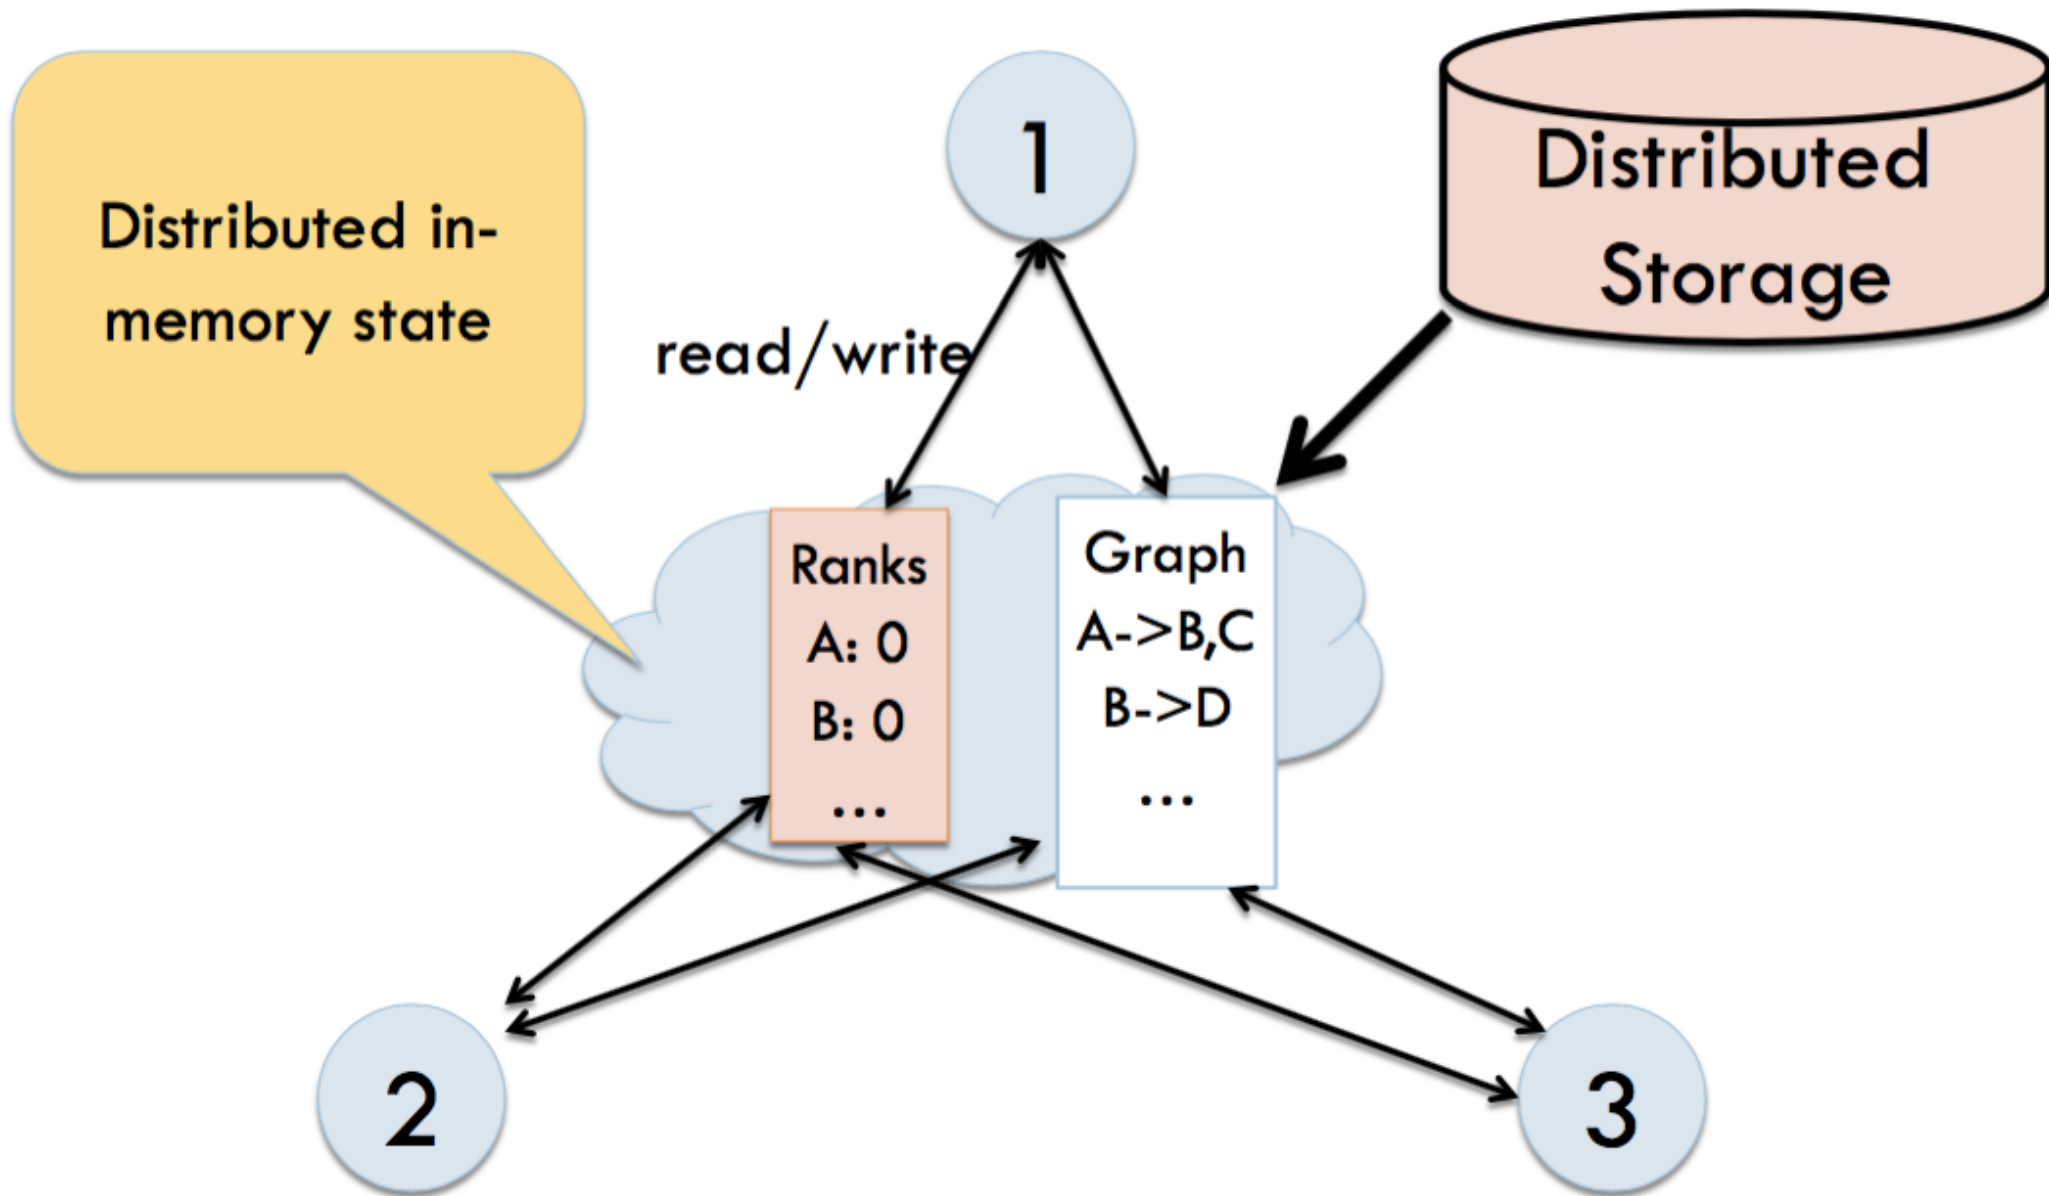 Distributed in-
memory state
1
Distributed
Storage
read/write
Ranks
A: 0
B: 0
...
Graph
A->B,C
B->D
...
2
3